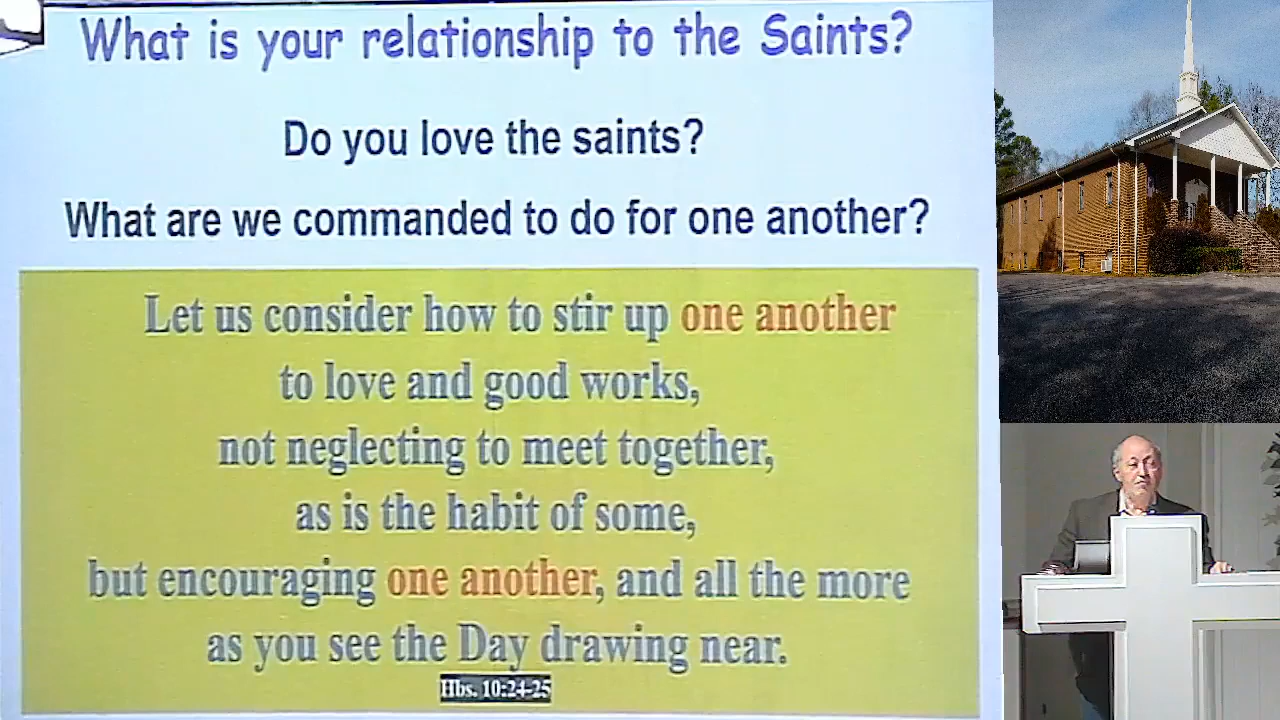 What is your relationship to the Saints?
Do you love the saints?
What are we commanded to do for one another?
Let us consider how to stir up one another
to love and good works,
not neglecting to meet together,
as is the habit of some,
but encouraging one another, and all the more
as you see the Day drawing near.
Hbs. 10:24-25